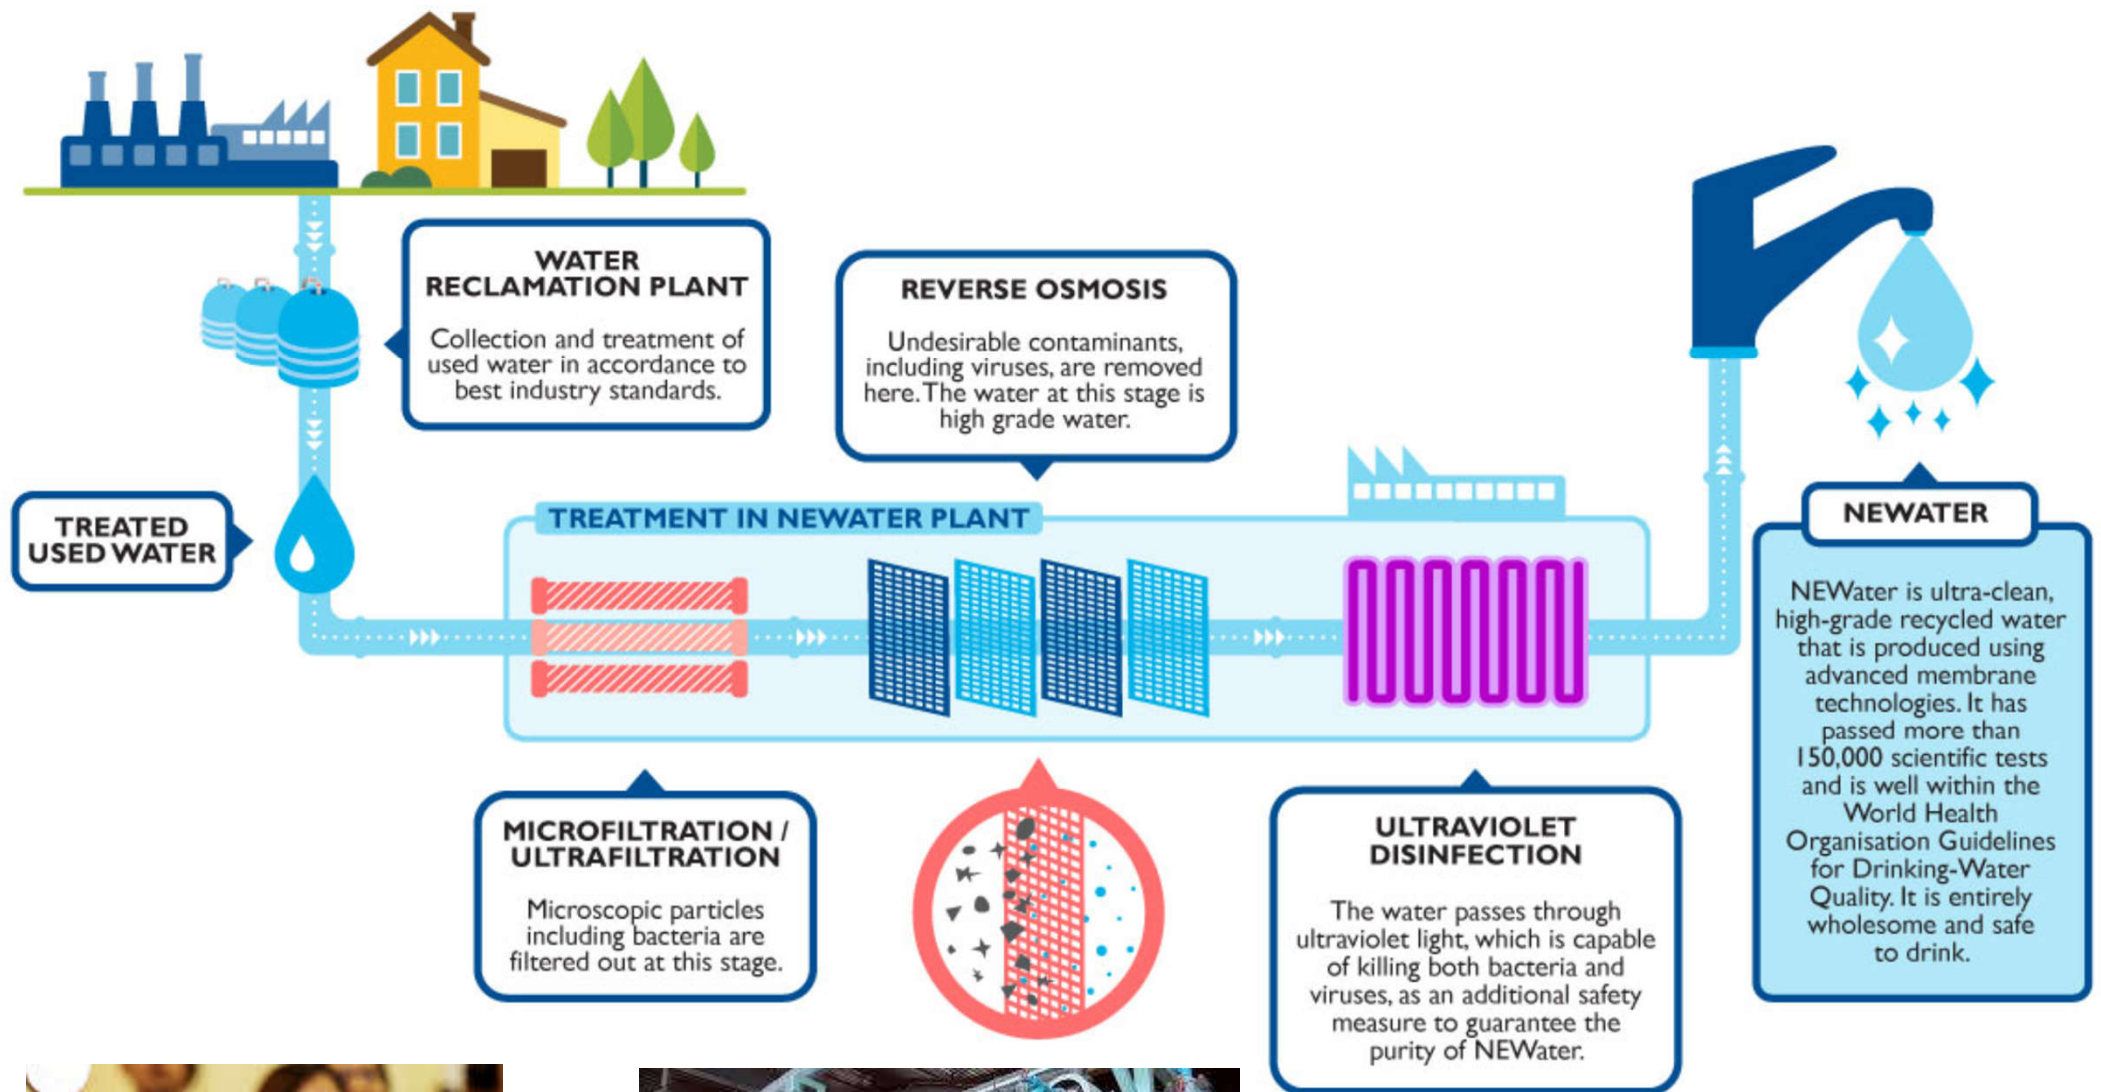 WATER
RECLAMATION PLANT
Collection and treatment of
used water in accordance to
best industry standards.
REVERSE OSMOSIS
Undesirable contaminants,
including viruses, are removed
here. The water at this stage is
high grade water.
TREATED
USED WATER
TREATMENT IN NEWATER PLANT
MICROFILTRATION /
ULTRAFILTRATION
Microscopic particles
including bacteria are
filtered out at this stage.
ULTRAVIOLET
DISINFECTION
The water passes through
ultraviolet light, which is capable
of killing both bacteria and
viruses, as an additional safety
measure to guarantee the
purity of NEWater.
NEWATER
NEWater is ultra-clean,
high-grade recycled water
that is produced using
advanced membrane
technologies. It has
passed more than
150,000 scientific tests
and is well within the
World Health
Organisation Guidelines
for Drinking-Water
Quality. It is entirely
wholesome and safe
to drink.